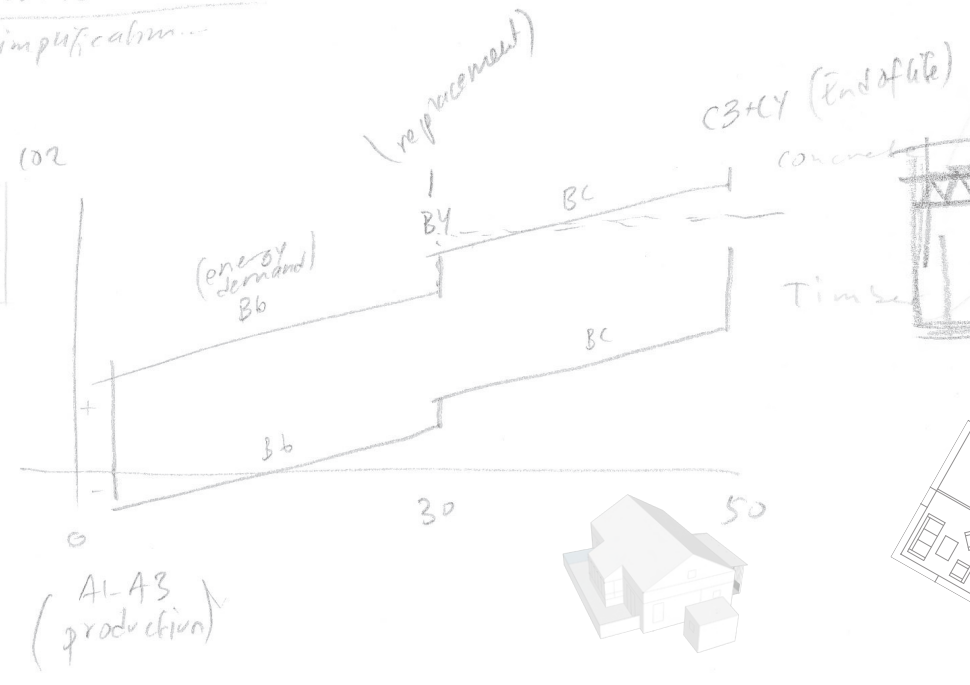 (replacement)
C3+C4 (End of life)
CO2
concrete
B4
BC
(energy
demand)
B6
Timber
BC
B6
+
-
0
30
50
(A1-A3
production)